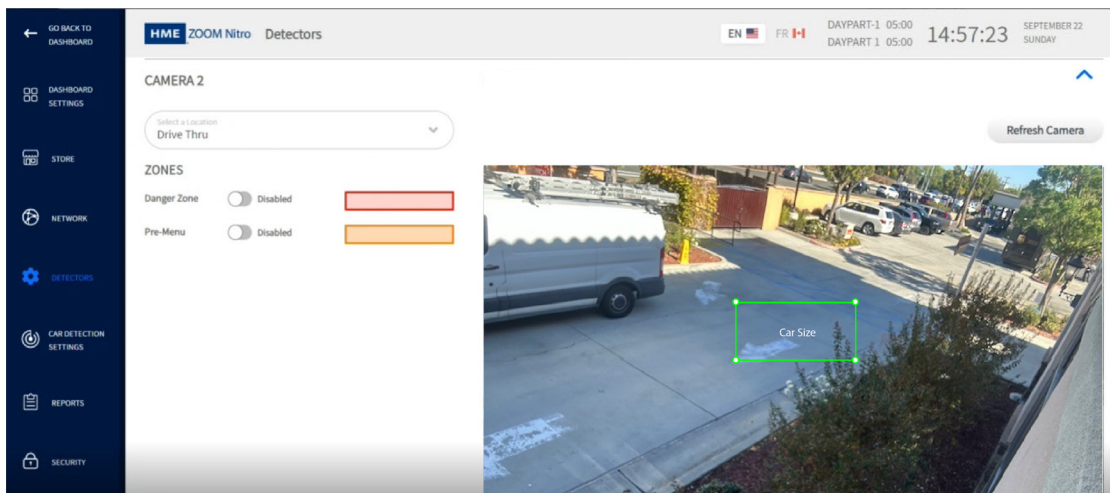 GO BACK TO
DASHBOARD
HME ZOOM Nitro Detectors
EN
FR
DAYPART-1 05:00
DAYPART 1 05:00
14:57:23
SEPTEMBER 22
SUNDAY
DASHBOARD
SETTINGS
STORE
NETWORK
DETECTORS
CAR DETECTION
SETTINGS
REPORTS
SECURITY
CAMERA 2
Select a Location
Drive Thru
Refresh Camera
ZONES
Danger Zone Disabled
Pre-Menu Disabled
Car Size